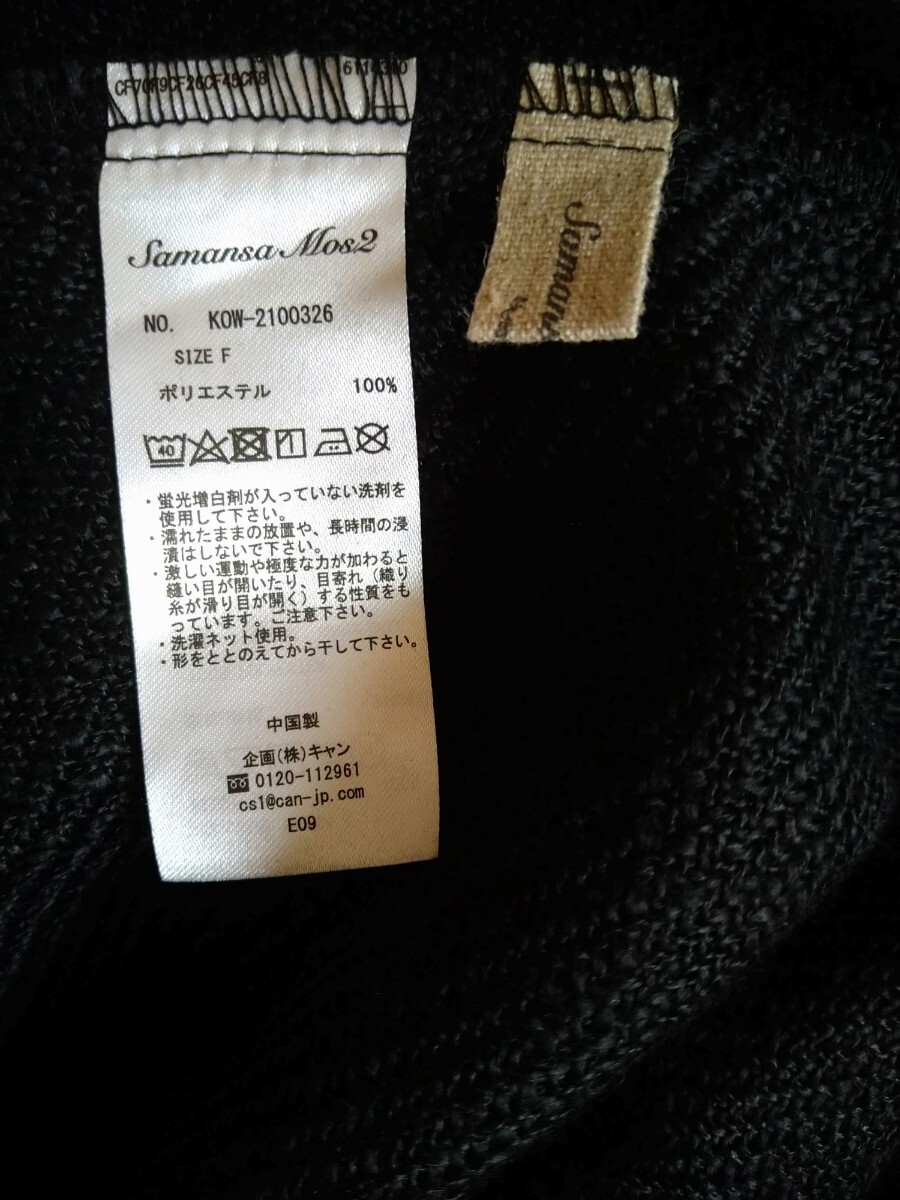 Samansa Mos2
NO. KOW-2100326
SIZE F
ポリエステル 100%
40
・蛍光増白剤が入っていない洗剤を
使用して下さい。
・濡れたままの放置や、長時間の浸
漬はしないで下さい。
・激しい運動や極度な力が加わると
縫い目が開いたり、目寄れ(織り
糸が滑り目が開く)する性質をも
っています。ご注意下さい。
・洗濯ネット使用。
・形をととのえてから干して下さい。
中国製
企画(株)キャン
0120-112961
cs1@can-jp.com
E09